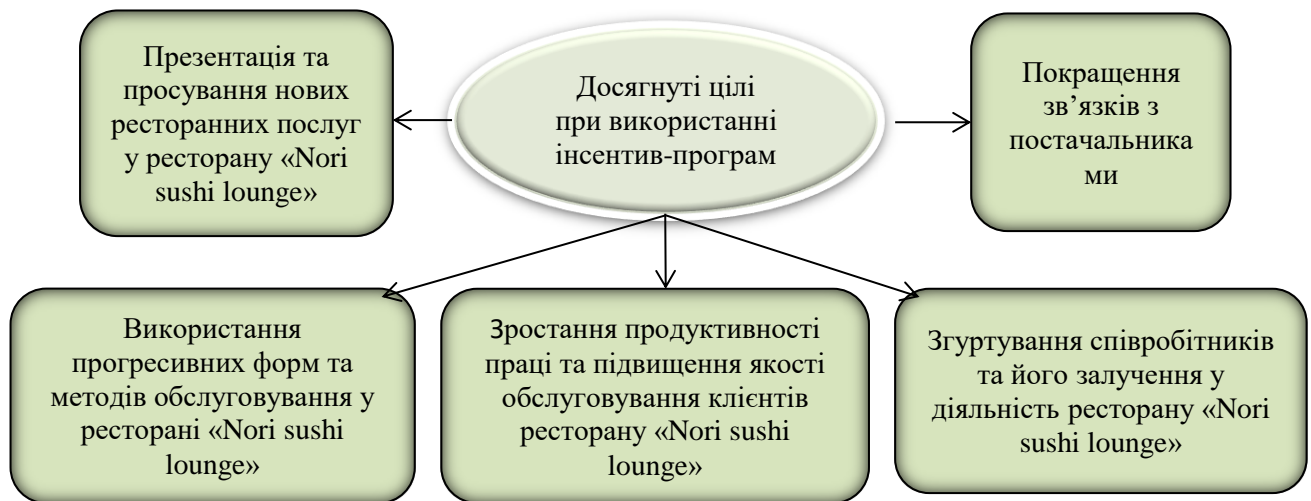 Презентація та
просування нових
ресторанних послуг
у ресторану «Nori
sushi lounge»
Досягнуті цілі
при використанні
інсентив-програм
Покращення
зв’язків з
постачальника
ми
Використання
прогресивних форм та
методів обслуговування у
ресторані «Nori sushi
lounge»
Зростання продуктивності
праці та підвищення якості
обслуговування клієнтів
ресторану «Nori sushi
lounge»
Згуртування співробітників
та його залучення у
діяльність ресторану «Nori
sushi lounge»